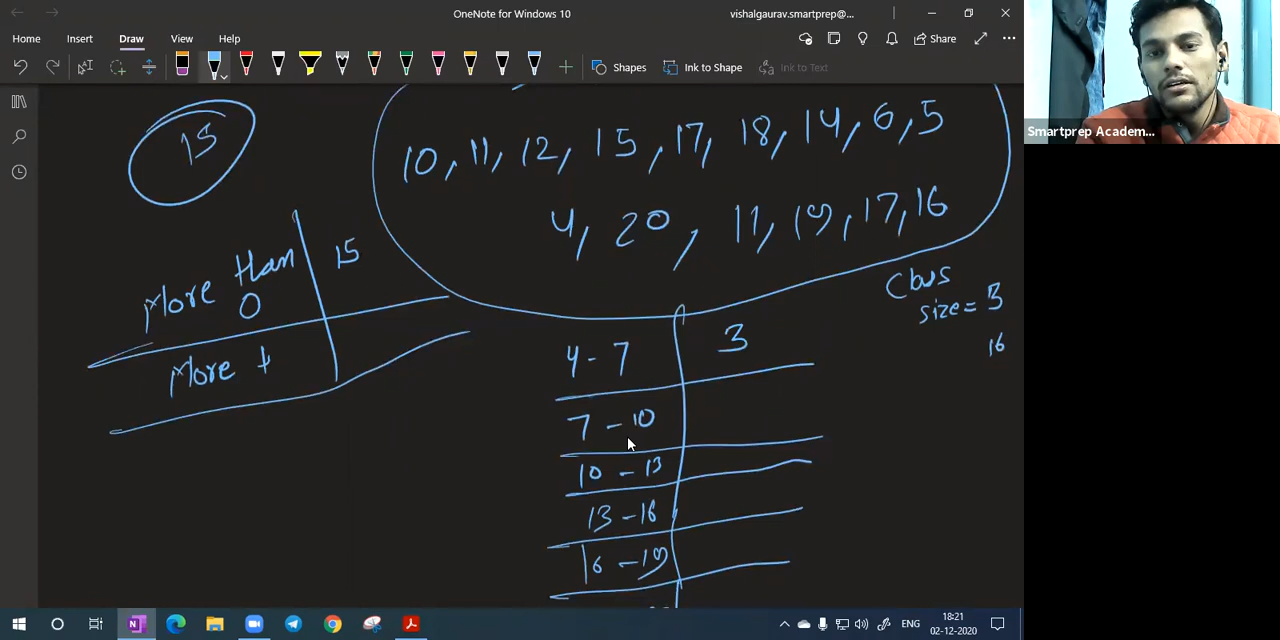 OneNote for Windows 10
vishalgaurav.smartprep@...
Home Insert Draw View Help
Share
Shapes
Ink to Shape
Ink to Text
Smartprep Academ...
15
10, 11, 12, 15, 17, 18, 14, 6, 5
4, 20, 11, 19, 17, 16
More than
0
15
More t
Class
size = 3
16
4 - 7 3
7 - 10
10 - 13
13 - 16
16 - 19
ENG
18:21
02-12-2020